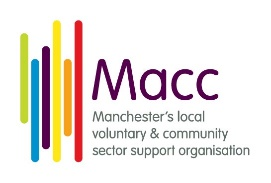 Macc
Manchester's local
voluntary & community
sector support organisation